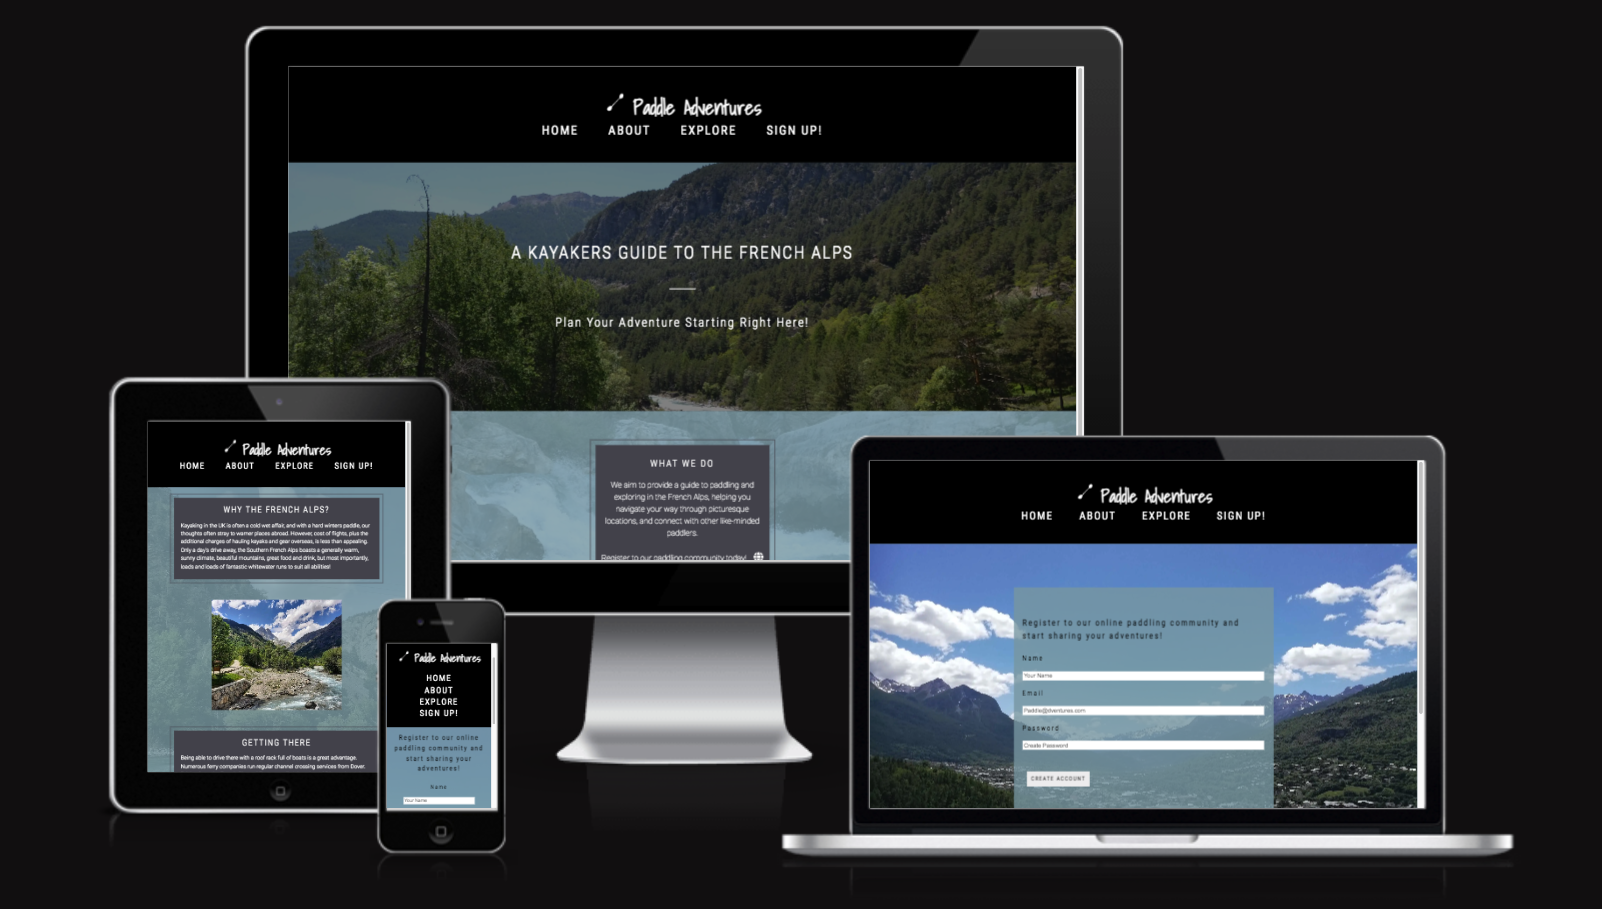 Paddle Adventures
HOME ABOUT EXPLORE SIGN UP!
A KAYAKERS GUIDE TO THE FRENCH ALPS
Plan Your Adventure Starting Right Here!
WHAT WE DO
We aim to provide a guide to paddling and
exploring in the French Alps, helping you
navigate your way through picturesque
locations, and connect with other like-minded
paddlers.
Register to our paddling community today!
Paddle Adventures
HOME ABOUT EXPLORE SIGN UP!
WHY THE FRENCH ALPS?
Kayaking in the UK is often a cold wet affair, and with a hard winters paddle, our
thoughts often stray to warmer places abroad. However, cost of flights, plus the
additional charges of hauling kayaks and gear overseas, is less than appealing.
Only a day's drive away, the Southern French Alps boasts a generally warm,
sunny climate, beautiful mountains, great food and drink, but most importantly,
loads and loads of fantastic whitewater runs to suit all abilities!
GETTING THERE
Being able to drive there with a roof rack full of boats is a great advantage.
Numerous ferry companies run regular channel crossing services from Dover.
Paddle Adventures
HOME
ABOUT
EXPLORE
SIGN UP!
Register to our online
paddling community and
start sharing your
adventures!
Name
Your Name
Paddle Adventures
HOME ABOUT EXPLORE SIGN UP!
Register to our online paddling community and
start sharing your adventures!
Name
Your Name
Email
Paddle@dventures.com
Password
Create Password
CREATE ACCOUNT